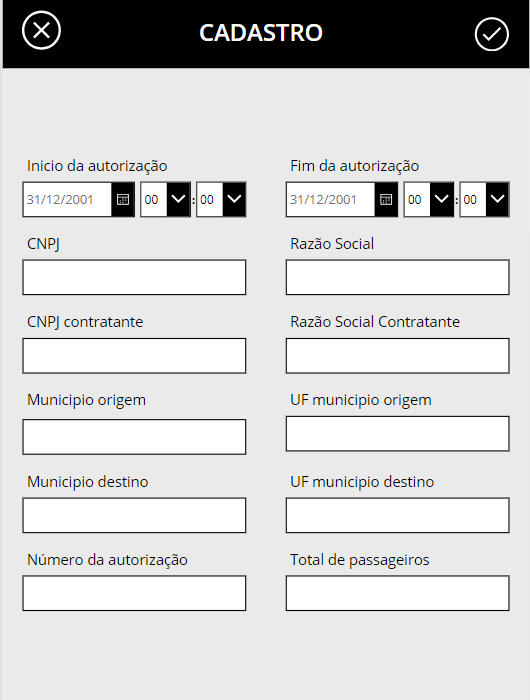 CADASTRO
Inicio da autorização
Fim da autorização
31/12/2001 00 : 00
31/12/2001 00 : 00
CNPJ
Razão Social
CNPJ contratante
Razão Social Contratante
Municipio origem
UF municipio origem
Municipio destino
UF municipio destino
Número da autorização
Total de passageiros